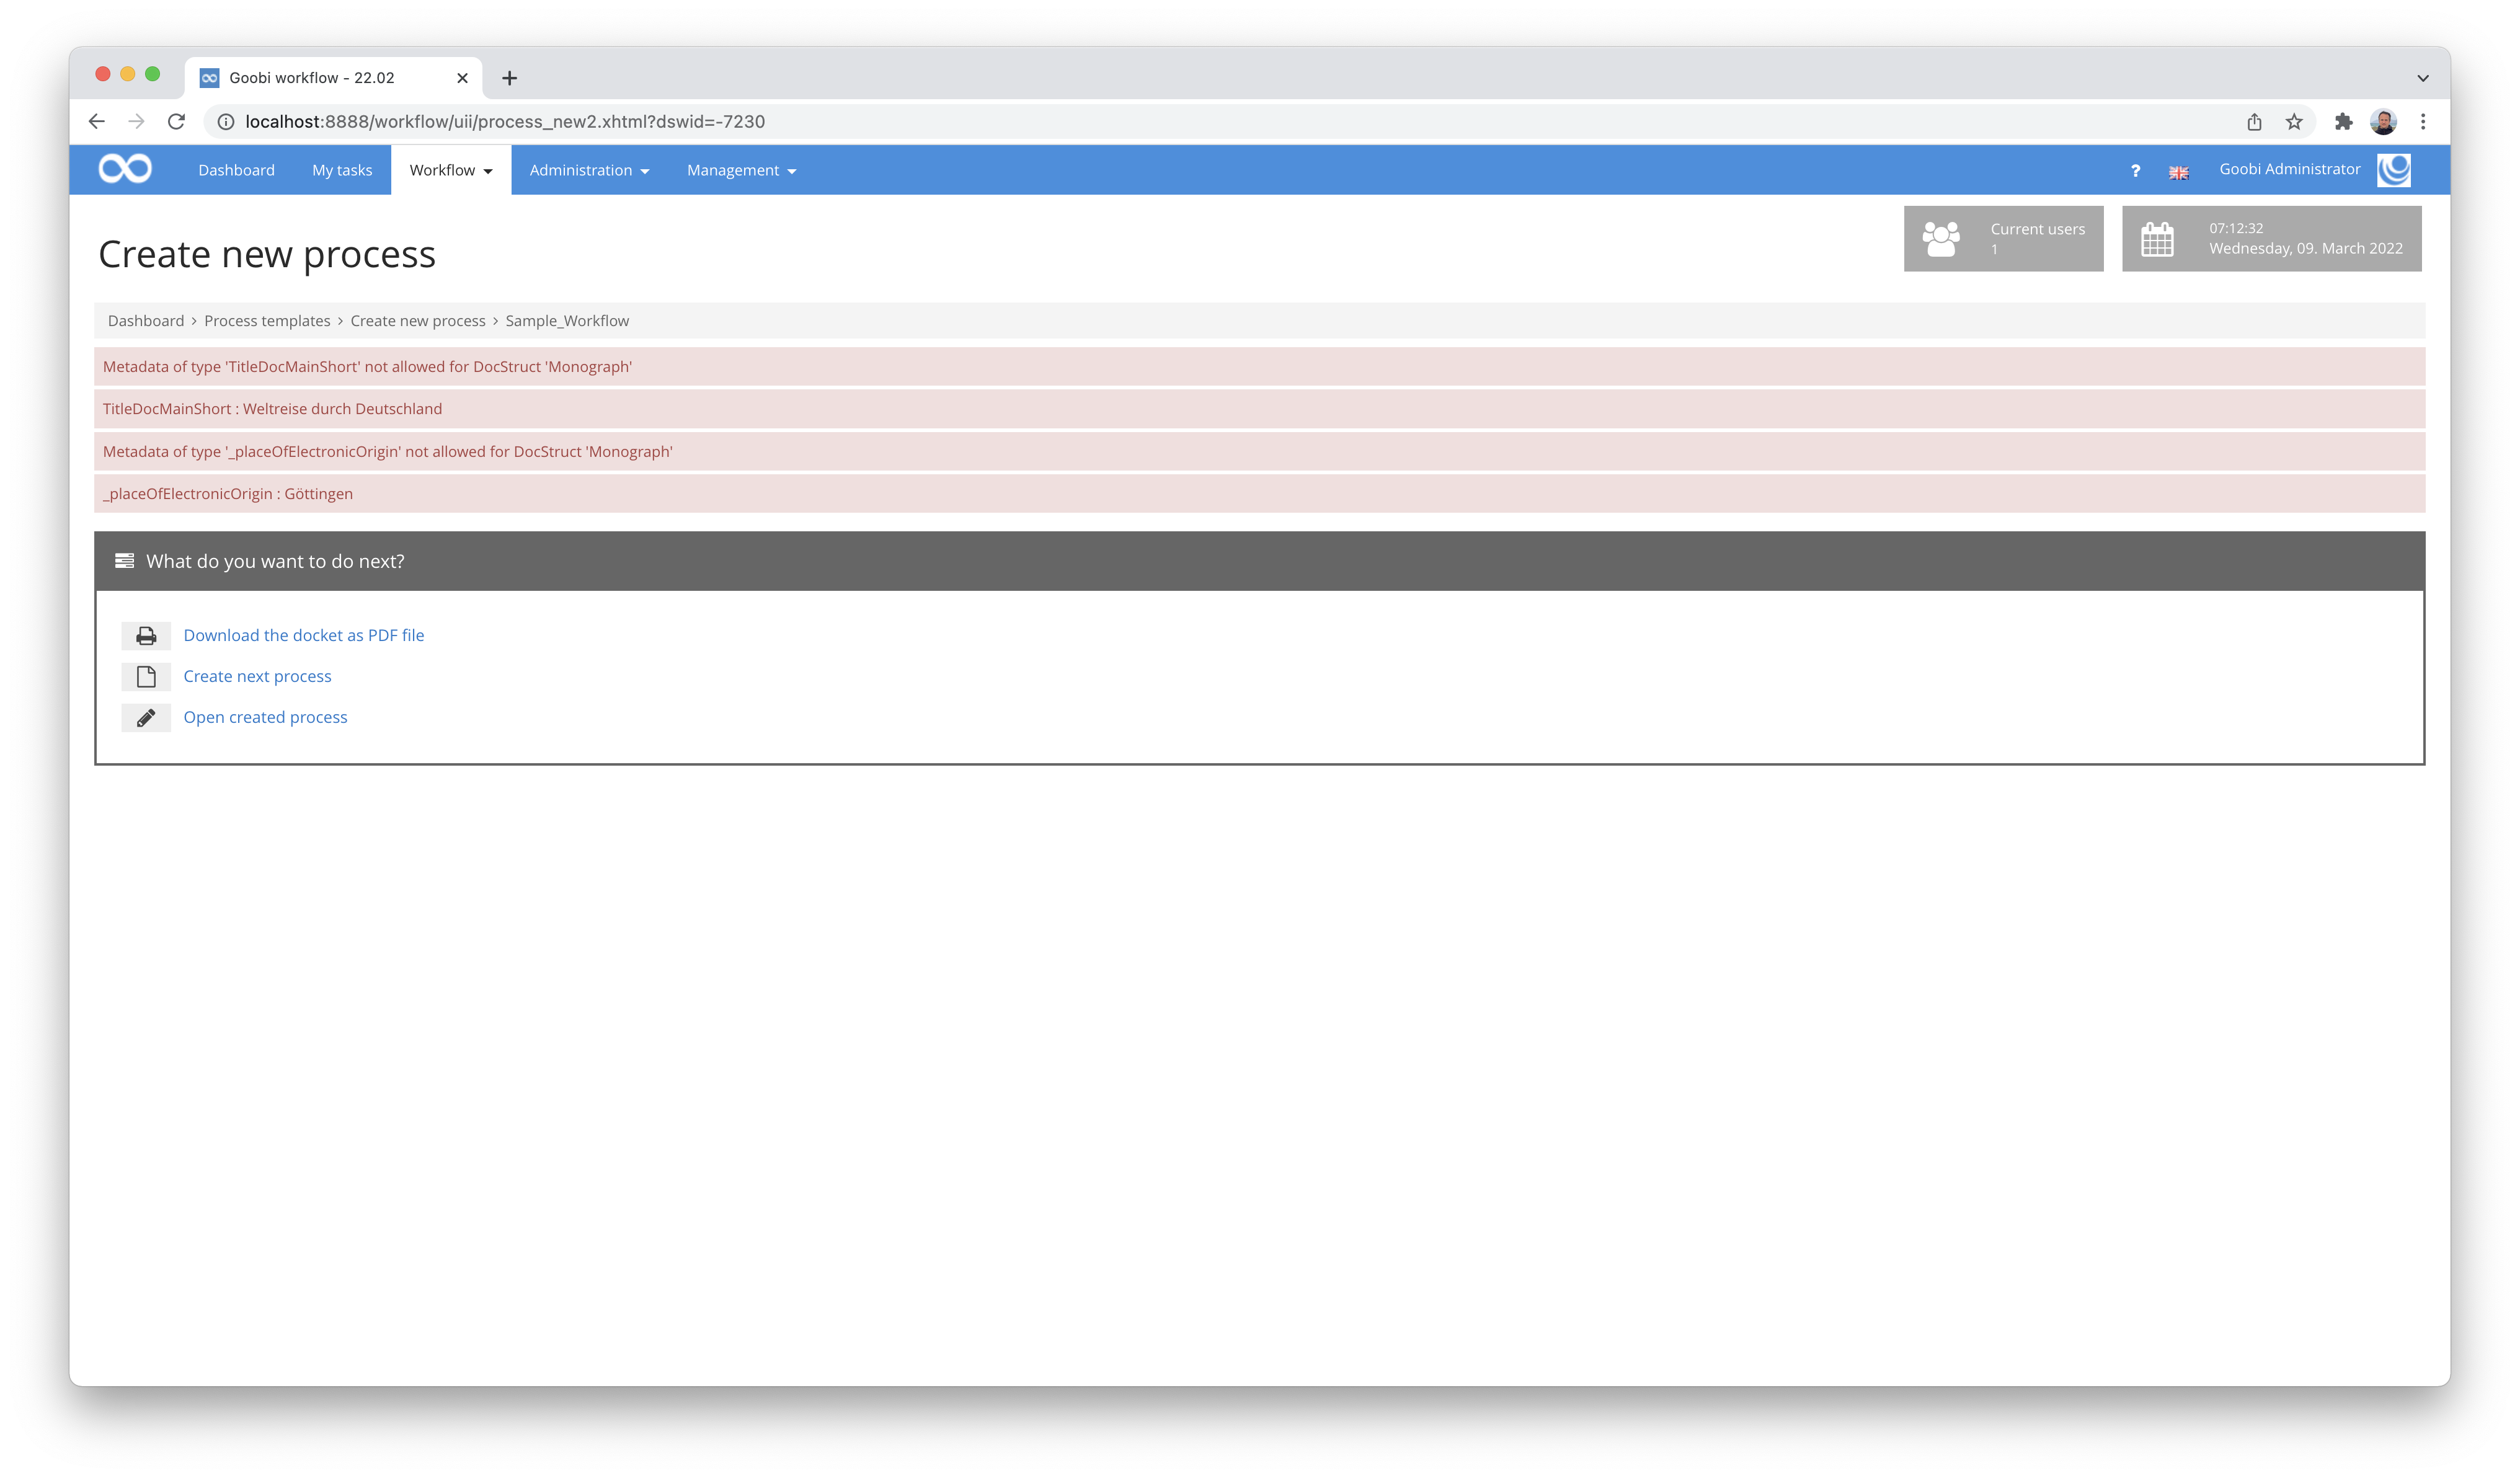 Goobi workflow - 22.02
localhost:8888/workflow/uii/process_new2.xhtml?dswid=-7230
Dashboard My tasks Workflow Administration Management ? Goobi Administrator
Create new process
Current users
1
07:12:32
Wednesday, 09. March 2022
Dashboard › Process templates › Create new process › Sample_Workflow
Metadata of type 'TitleDocMainShort' not allowed for DocStruct 'Monograph'
TitleDocMainShort : Weltreise durch Deutschland
Metadata of type '_placeOfElectronicOrigin' not allowed for DocStruct 'Monograph'
_placeOfElectronicOrigin : Göttingen
What do you want to do next?
Download the docket as PDF file
Create next process
Open created process